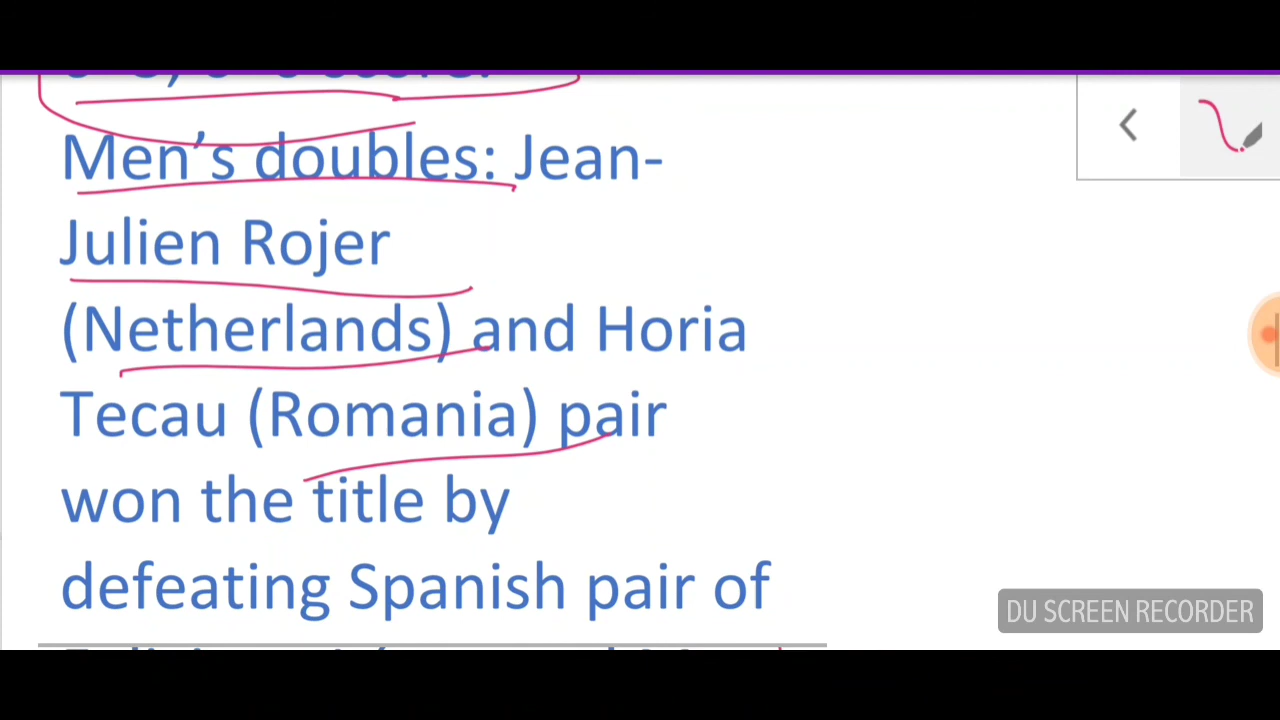 Men’s doubles: Jean-
Julien Rojer
(Netherlands) and Horia
Tecau (Romania) pair
won the title by
defeating Spanish pair of
DU SCREEN RECORDER